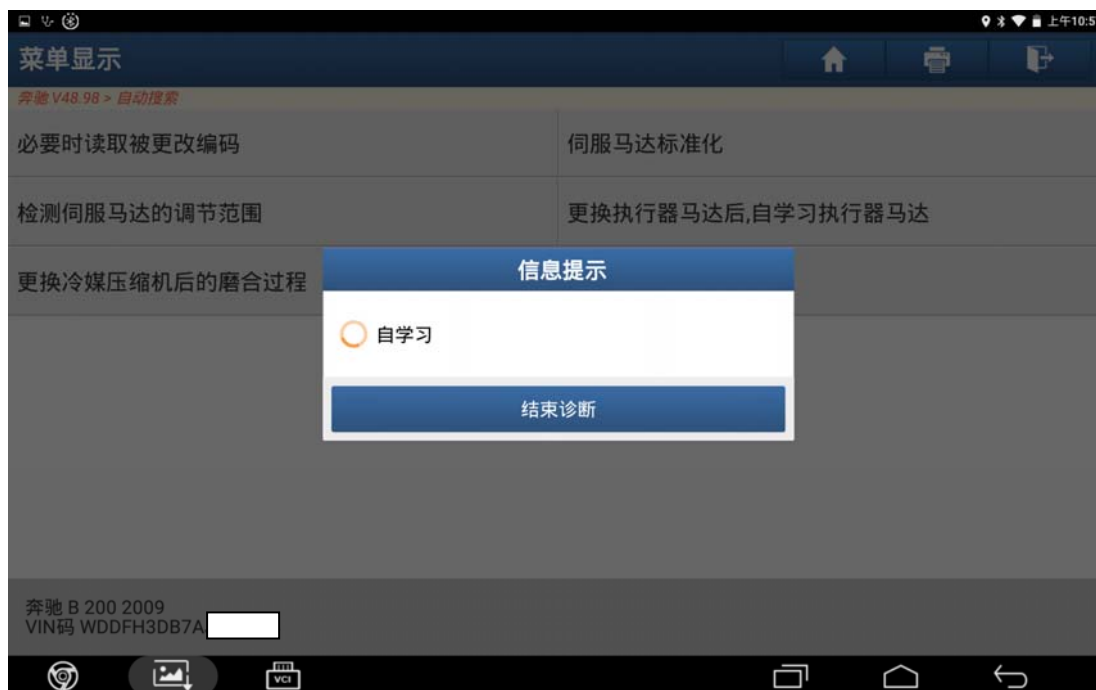 上午10:5
菜单显示
奔驰 V48.98 > 自动搜索
必要时读取被更改编码
伺服马达标准化
检测伺服马达的调节范围
更换执行器马达后,自学习执行器马达
更换冷媒压缩机后的磨合过程
信息提示
自学习
结束诊断
奔驰 B 200 2009
VIN码 WDDFH3DB7A
VCI